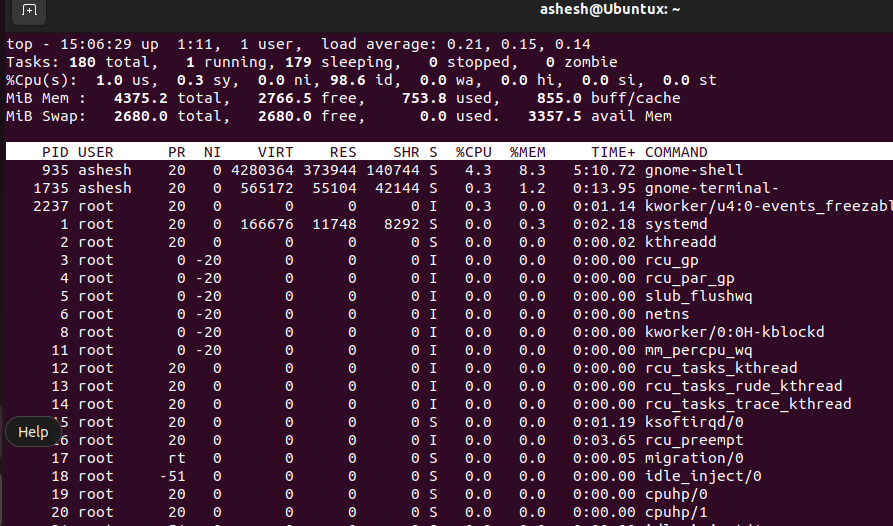 ashesh@Ubuntux: ~
top - 15:06:29 up  1:11,  1 user,  load average: 0.21, 0.15, 0.14
Tasks: 180 total,   1 running, 179 sleeping,   0 stopped,   0 zombie
%Cpu(s):  1.0 us,  0.3 sy,  0.0 ni, 98.6 id,  0.0 wa,  0.0 hi,  0.0 si,  0.0 st
MiB Mem :   4375.2 total,   2766.5 free,    753.8 used,    855.0 buff/cache
MiB Swap:   2680.0 total,   2680.0 free,      0.0 used.   3357.5 avail Mem
PID USER      PR  NI    VIRT    RES    SHR S  %CPU  %MEM     TIME+ COMMAND
935 ashesh    20   0 4280364 373944 140744 S   4.3   8.3   5:10.72 gnome-shell
1735 ashesh    20   0  565172  55104  42144 S   0.3   1.2   0:13.95 gnome-terminal-
2237 root      20   0       0      0      0 I   0.3   0.0   0:01.14 kworker/u4:0-events_freezabl
1 root      20   0  166676  11748   8292 S   0.0   0.3   0:02.18 systemd
2 root      20   0       0      0      0 S   0.0   0.0   0:00.02 kthreadd
3 root       0 -20       0      0      0 I   0.0   0.0   0:00.00 rcu_gp
4 root       0 -20       0      0      0 I   0.0   0.0   0:00.00 rcu_par_gp
5 root       0 -20       0      0      0 I   0.0   0.0   0:00.00 slub_flushwq
6 root       0 -20       0      0      0 I   0.0   0.0   0:00.00 netns
8 root       0 -20       0      0      0 I   0.0   0.0   0:00.00 kworker/0:0H-kblockd
11 root       0 -20       0      0      0 I   0.0   0.0   0:00.00 mm_percpu_wq
12 root      20   0       0      0      0 I   0.0   0.0   0:00.00 rcu_tasks_kthread
13 root      20   0       0      0      0 I   0.0   0.0   0:00.00 rcu_tasks_rude_kthread
14 root      20   0       0      0      0 I   0.0   0.0   0:00.00 rcu_tasks_trace_kthread
5 root      20   0       0      0      0 S   0.0   0.0   0:01.19 ksoftirqd/0
Help
6 root      20   0       0      0      0 I   0.0   0.0   0:03.65 rcu_preempt
17 root      rt   0       0      0      0 S   0.0   0.0   0:00.05 migration/0
18 root     -51   0       0      0      0 S   0.0   0.0   0:00.00 idle_inject/0
19 root      20   0       0      0      0 S   0.0   0.0   0:00.00 cpuhp/0
20 root      20   0       0      0      0 S   0.0   0.0   0:00.00 cpuhp/1